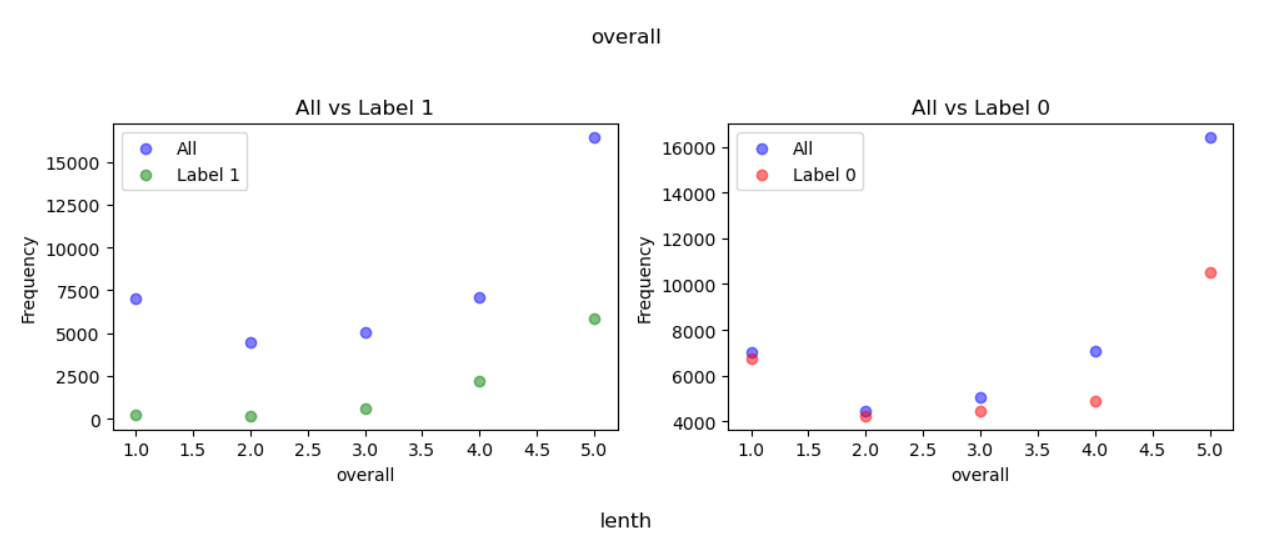 overall
All vs Label 1
All vs Label 0
All
Label 1
15000
12500
10000
7500
5000
2500
0
Frequency
1.0 1.5 2.0 2.5 3.0 3.5 4.0 4.5 5.0
overall
All
Label 0
16000
14000
12000
10000
8000
6000
4000
Frequency
1.0 1.5 2.0 2.5 3.0 3.5 4.0 4.5 5.0
overall
lenth